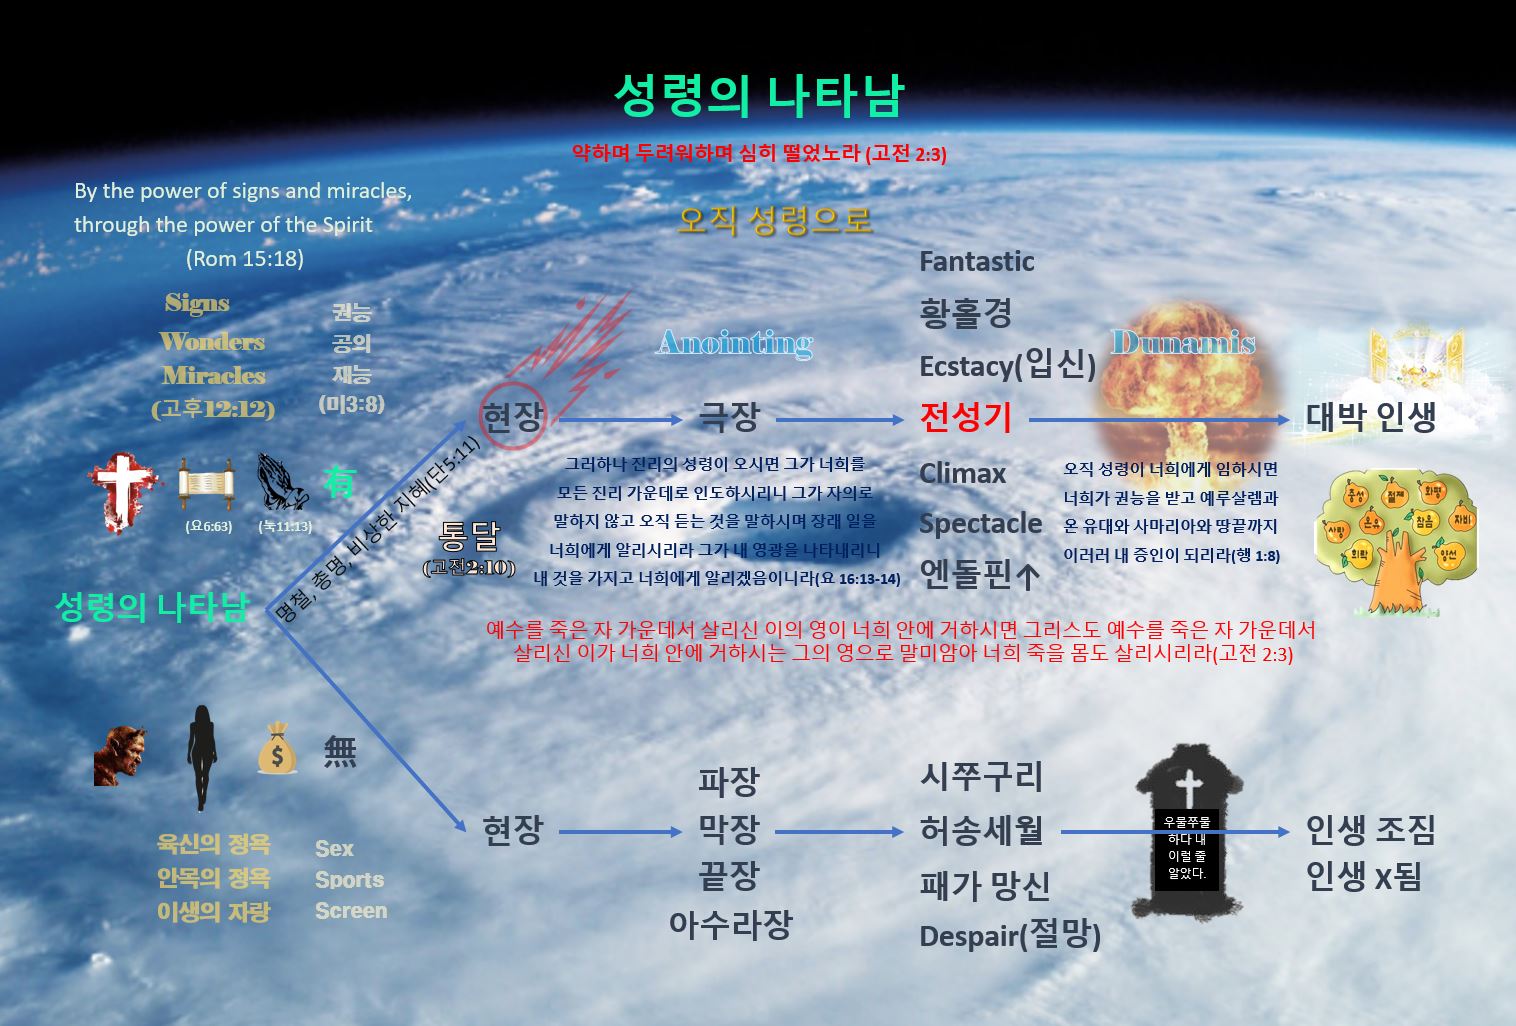 성령의 나타남
약하며 두려워하며 심히 떨었노라 (고전 2:3)
오직 성령으로
By the power of signs and miracles,
through the power of the Spirit
(Rom 15:18)
Signs
Wonders
Miracles
(고후12:12)
권능
공의
재능
(미3:8)
有
(요6:63)
(눅11:13)
성령의 나타남
명철, 총명, 비상한 지혜(단5:11)
통달
(고전2:10)
현장
Anointing
극장
그러하나 진리의 성령이 오시면 그가 너희를
모든 진리 가운데로 인도하시리니 그가 자의로
말하지 않고 오직 듣는 것을 말하시며 장래 일을
너희에게 알리시리라 그가 내 영광을 나타내리니
내 것을 가지고 너희에게 알리겠음이니라(요 16:13-14)
Fantastic
황홀경
Ecstacy(입신)
전성기
Climax
Spectacle
엔돌핀↑
Dunamis
오직 성령이 너희에게 임하시면
너희가 권능을 받고 예루살렘과
온 유대와 사마리아와 땅끝까지
이러러 내 증인이 되리라(행 1:8)
대박 인생
충성
절제
화평
사랑
온유
참음
자비
희락
양선
예수를 죽은 자 가운데서 살리신 이의 영이 너희 안에 거하시면 그리스도 예수를 죽은 자 가운데서
살리신 이가 너희 안에 거하시는 그의 영으로 말미암아 너희 죽을 몸도 살리시리라(고전 2:3)
無
육신의 정욕
안목의 정욕
이생의 자랑
Sex
Sports
Screen
현장
파장
막장
끝장
아수라장
시쭈구리
허송세월
패가 망신
Despair(절망)
우물쭈물
하다 내
이럴 줄
알았다.
인생 조짐
인생 X됨